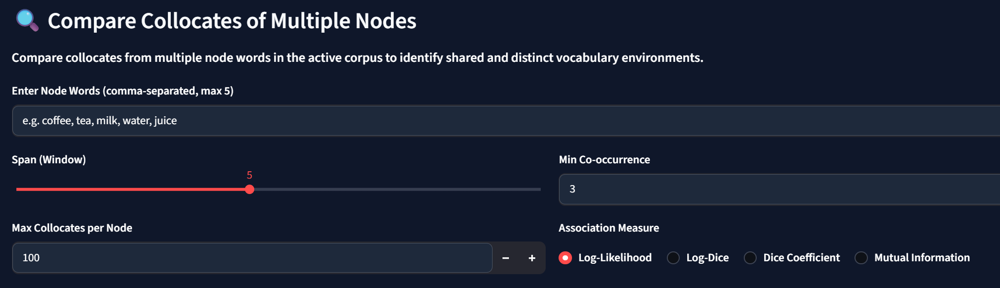 Compare Collocates of Multiple Nodes
Compare collocates from multiple node words in the active corpus to identify shared and distinct vocabulary environments.
Enter Node Words (comma-separated, max 5)
e.g. coffee, tea, milk, water, juice
Span (Window)
5
Min Co-occurrence
3
Max Collocates per Node
100
− +
Association Measure
Log-Likelihood Log-Dice Dice Coefficient Mutual Information